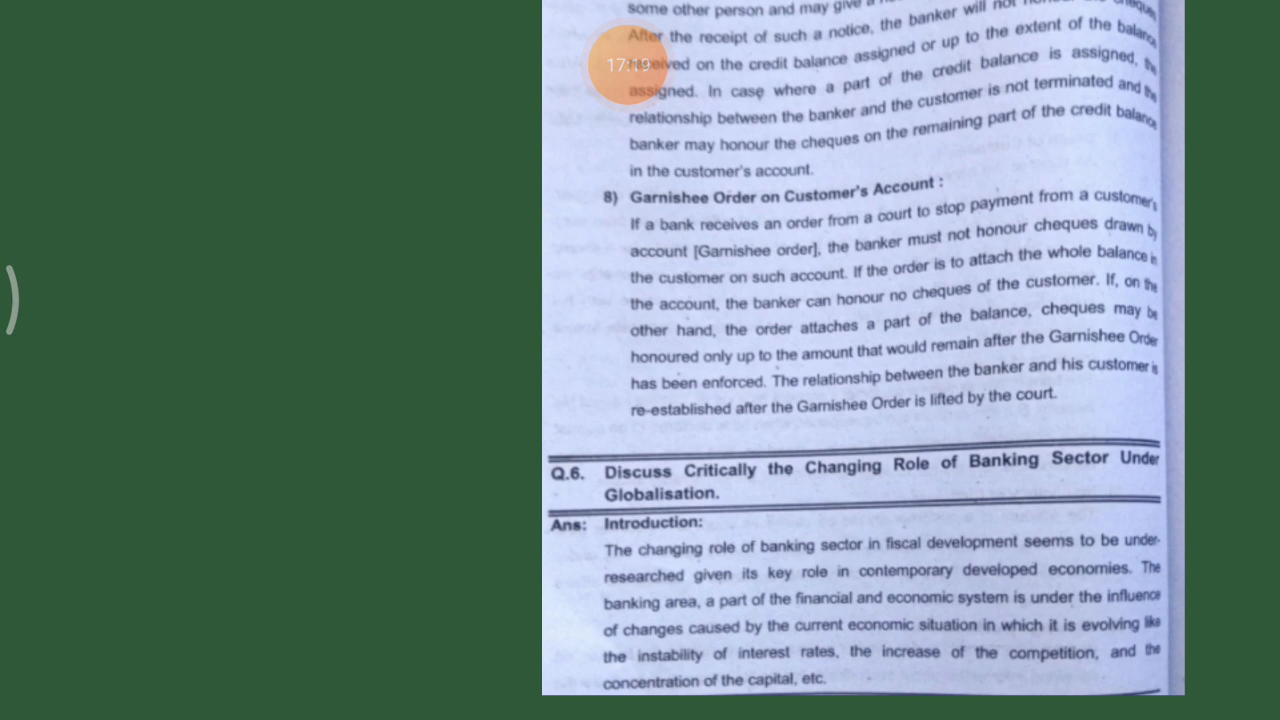 some other person and may give a
After the receipt of such a notice, the banker will not
received on the credit balance assigned or up to the extent of the balance
assigned. In case where a part of the credit balance is assigned, the
relationship between the banker and the customer is not terminated and the
banker may honour the cheques on the remaining part of the credit balance
in the customer's account.
8) Garnishee Order on Customer's Account :
If a bank receives an order from a court to stop payment from a customer's
account [Garnishee order], the banker must not honour cheques drawn by
the customer on such account. If the order is to attach the whole balance in
the account, the banker can honour no cheques of the customer. If, on the
other hand, the order attaches a part of the balance, cheques may be
honoured only up to the amount that would remain after the Garnishee Order
has been enforced. The relationship between the banker and his customer is
re-established after the Garnishee Order is lifted by the court.
Q.6. Discuss Critically the Changing Role of Banking Sector Under
Globalisation.
Ans: Introduction:
The changing role of banking sector in fiscal development seems to be under-
researched given its key role in contemporary developed economies. The
banking area, a part of the financial and economic system is under the influence
of changes caused by the current economic situation in which it is evolving like
the instability of interest rates, the increase of the competition, and the
concentration of the capital, etc.
17:19